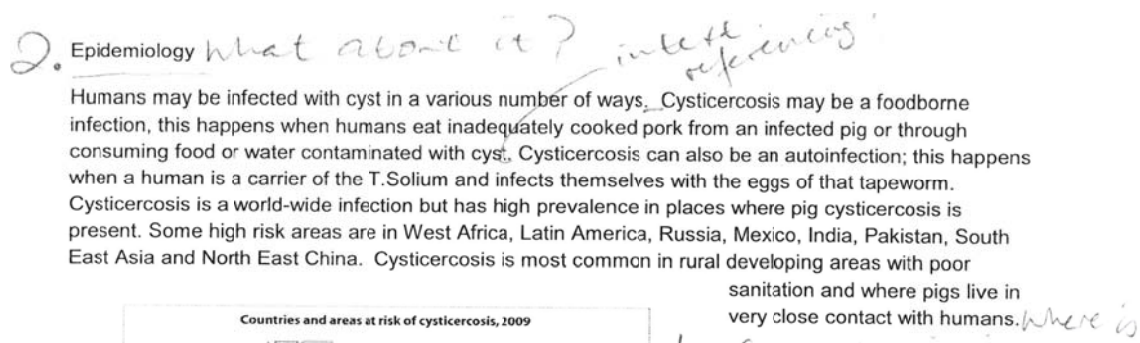 2. Epidemiology What about it? intext
referencing!
Humans may be infected with cyst in a various number of ways. Cysticercosis may be a foodborne
infection, this happens when humans eat inadequately cooked pork from an infected pig or through
consuming food or water contaminated with cyst. Cysticercosis can also be an autoinfection; this happens
when a human is a carrier of the T.Solium and infects themselves with the eggs of that tapeworm.
Cysticercosis is a world-wide infection but has high prevalence in places where pig cysticercosis is
present. Some high risk areas are in West Africa, Latin America, Russia, Mexico, India, Pakistan, South
East Asia and North East China. Cysticercosis is most common in rural developing areas with poor
sanitation and where pigs live in
very close contact with humans. Where is
Countries and areas at risk of cysticercosis, 2009